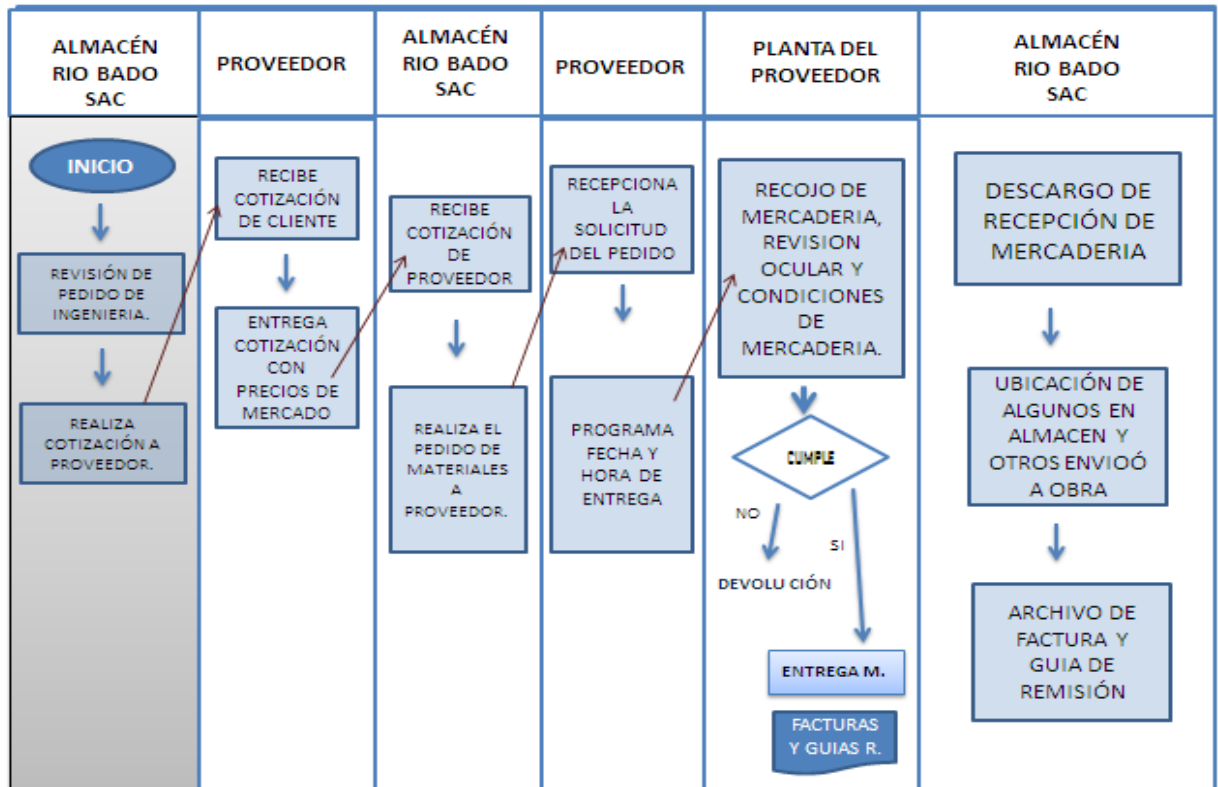 ALMACÉN
RIO BADO
SAC
PROVEEDOR
ALMACÉN
RIO BADO
SAC
PROVEEDOR
PLANTA DEL
PROVEEDOR
ALMACÉN
RIO BADO
SAC
INICIO
REVISIÓN DE
PEDIDO DE
INGENIERIA.
REALIZA
COTIZACIÓN A
PROVEEDOR.
RECIBE
COTIZACIÓN
DE CLIENTE
ENTREGA
COTIZACIÓN
CON
PRECIOS DE
MERCADO
RECIBE
COTIZACIÓN
DE
PROVEEDOR
REALIZA EL
PEDIDO DE
MATERIALES
A
PROVEEDOR.
RECEPCIONA
LA
SOLICITUD
DEL PEDIDO
PROGRAMA
FECHA Y
HORA DE
ENTREGA
RECOJO DE
MERCADERIA,
REVISION
OCULAR Y
CONDICIONES
DE
MERCADERIA.
CUMPLE
NO
SI
DEVOLU CIÓN
ENTREGA M.
FACTURAS
Y GUIAS R.
DESCARGO DE
RECEPCIÓN DE
MERCADERIA
UBICACIÓN DE
ALGUNOS EN
ALMACEN Y
OTROS ENVIOÓ
A OBRA
ARCHIVO DE
FACTURA Y
GUIA DE
REMISIÓN